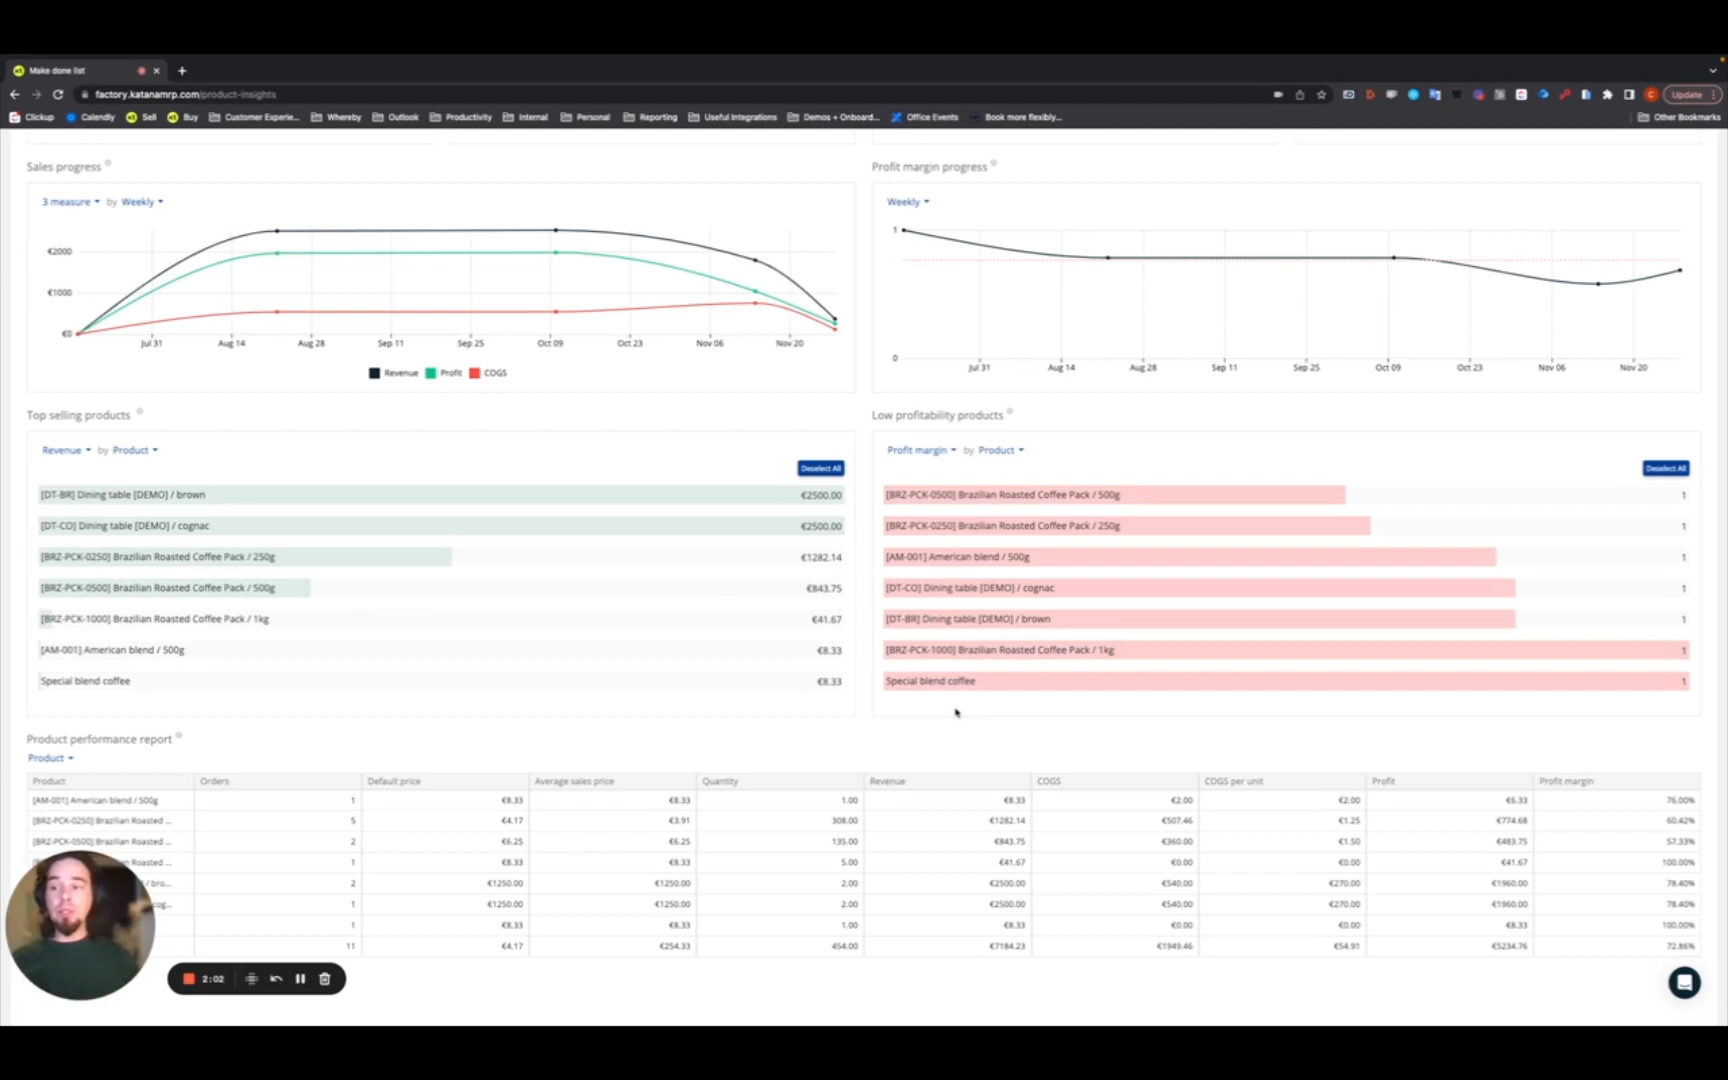 Make done list
factory.katanamrp.com/product-insights
Update
Clickup
Calendly
Sell
Buy
Customer Experie...
Whereby
Outlook
Productivity
Internal
Personal
Reporting
Useful Integrations
Demos + Onboard...
Office Events
Book more flexibly...
Other Bookmarks
Sales progress
3 measure by Weekly
€2000
€1000
€0
Jul 31 Aug 14 Aug 28 Sep 11 Sep 25 Oct 09 Oct 23 Nov 06 Nov 20
Revenue Profit COGS
Profit margin progress
Weekly
1
0
Jul 31 Aug 14 Aug 28 Sep 11 Sep 25 Oct 09 Oct 23 Nov 06 Nov 20
Top selling products
Revenue by Product
Deselect All
[DT-BR] Dining table [DEMO] / brown €2500.00
[DT-CO] Dining table [DEMO] / cognac €2500.00
[BRZ-PCK-0250] Brazilian Roasted Coffee Pack / 250g €1282.14
[BRZ-PCK-0500] Brazilian Roasted Coffee Pack / 500g €843.75
[BRZ-PCK-1000] Brazilian Roasted Coffee Pack / 1kg €41.67
[AM-001] American blend / 500g €8.33
Special blend coffee €8.33
Low profitability products
Profit margin by Product
Deselect All
[BRZ-PCK-0500] Brazilian Roasted Coffee Pack / 500g 1
[BRZ-PCK-0250] Brazilian Roasted Coffee Pack / 250g 1
[AM-001] American blend / 500g 1
[DT-CO] Dining table [DEMO] / cognac 1
[DT-BR] Dining table [DEMO] / brown 1
[BRZ-PCK-1000] Brazilian Roasted Coffee Pack / 1kg 1
Special blend coffee 1
Product performance report
Product
Product Orders Default price Average sales price Quantity Revenue COGS COGS per unit Profit Profit margin
[AM-001] American blend / 500g 1 €8.33 €8.33 1.00 €8.33 €2.00 €2.00 €6.33 76.00%
[BRZ-PCK-0250] Brazilian Roasted ... 5 €4.17 €3.91 308.00 €1282.14 €507.46 €1.25 €774.68 60.42%
[BRZ-PCK-0500] Brazilian Roasted ... 2 €6.25 €6.25 135.00 €843.75 €360.00 €1.50 €483.75 57.33%
Roasted ... 1 €8.33 €8.33 5.00 €41.67 €0.00 €0.00 €41.67 100.00%
/ bro... 2 €1250.00 €1250.00 2.00 €2500.00 €540.00 €270.00 €1960.00 78.40%
cog... 1 €1250.00 €1250.00 2.00 €2500.00 €540.00 €270.00 €1960.00 78.40%
1 €8.33 €8.33 1.00 €8.33 €0.00 €0.00 €8.33 100.00%
11 €4.17 €254.33 454.00 €7184.23 €1949.46 €54.91 €5234.76 72.86%
2:02